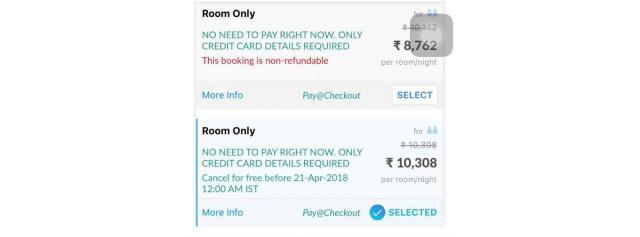 Room Only
for
NO NEED TO PAY RIGHT NOW. ONLY
CREDIT CARD DETAILS REQUIRED
₹ 8,762
This booking is non-refundable
per room/night
More Info
Pay@Checkout
SELECT
Room Only
for
₹ 10,308
NO NEED TO PAY RIGHT NOW. ONLY
CREDIT CARD DETAILS REQUIRED
₹ 10,308
Cancel for free before 21-Apr-2018
12:00 AM IST
per room/night
More Info
Pay@Checkout
SELECTED